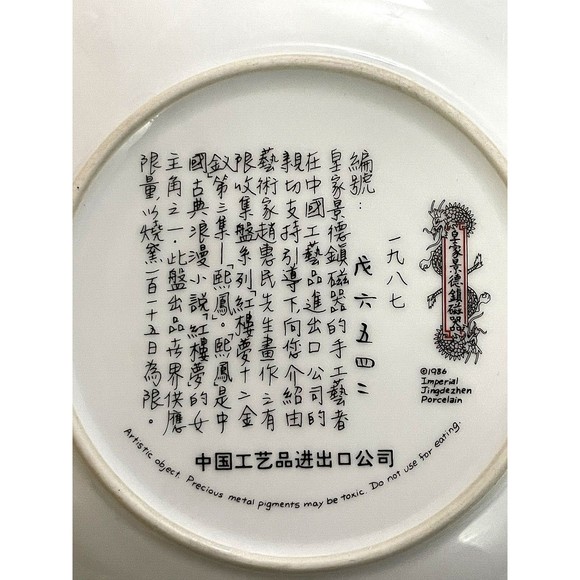 皇家景德鎮磁器
©1986
Imperial
Jingdezhen
Porcelain
一九八七
編號: 戊六五四二
皇家景德鎮磁器的手工藝者
在中國工藝品進出口公司的
親切支持引導下,向您介紹由
藝術家趙惠民先生畫作之有
限收集盤系列「紅樓夢十二金
釵」第三集—「熙鳳」。熙鳳是中
國古典浪漫小說「紅樓夢」的女
主角之一.此盤出品世界供應
限量,以燒窯一百一十五日為限。
中国工艺品进出口公司
Artistic object. Precious metal pigments may be toxic. Do not use for eating.